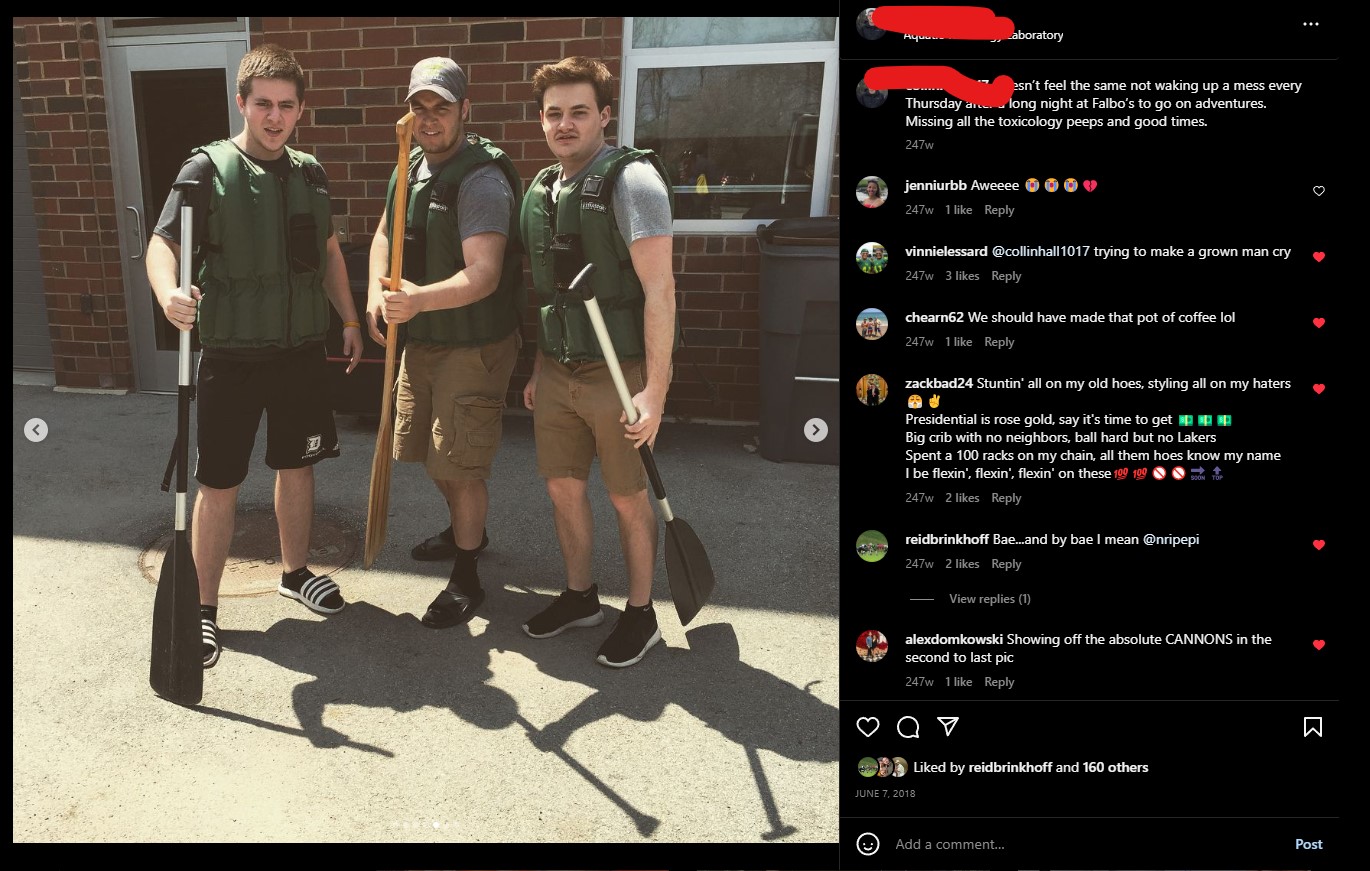 Laboratory
esn't feel the same not waking up a mess every
Thursday after a long night at Falbo's to go on adventures.
Missing all the toxicology peeps and good times.
247w
jenniurbb Aweeee 😭 😭 😭 💔
247w 1 like Reply
vinnielessard @collinhall1017 trying to make a grown man cry
247w 3 likes Reply
chearn62 We should have made that pot of coffee lol
247w 1 like Reply
zackbad24 Stuntin' all on my old hoes, styling all on my haters
😤 ✌
Presidential is rose gold, say it's time to get 💵 💵 💵
Big crib with no neighbors, ball hard but no Lakers
Spent a 100 racks on my chain, all them hoes know my name
I be flexin', flexin', flexin' on these 💯 💯 🚫 🚫 🔜 🔝
247w 2 likes Reply
reidbrinkhoff Bae...and by bae I mean @nripepi
247w 2 likes Reply
View replies (1)
alexdomkowski Showing off the absolute CANNONS in the
second to last pic
247w 1 like Reply
Liked by reidbrinkhoff and 160 others
JUNE 7, 2018
Add a comment...
Post